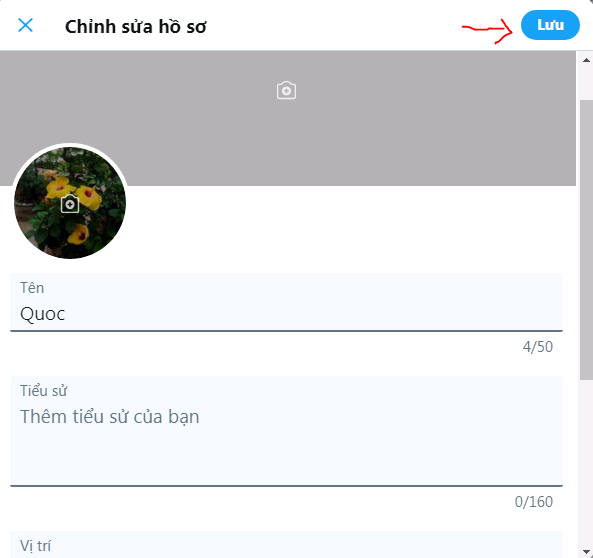 Chỉnh sửa hồ sơ
Lưu
Tên
Quoc
4/50
Tiểu sử
Thêm tiểu sử của bạn
0/160
Vị trí